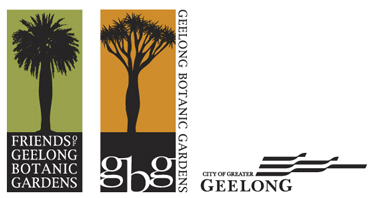 FRIENDS OF
GEELONG
BOTANIC
GARDENS
gbg
GEELONG BOTANIC GARDENS
CITY OF GREATER
GEELONG